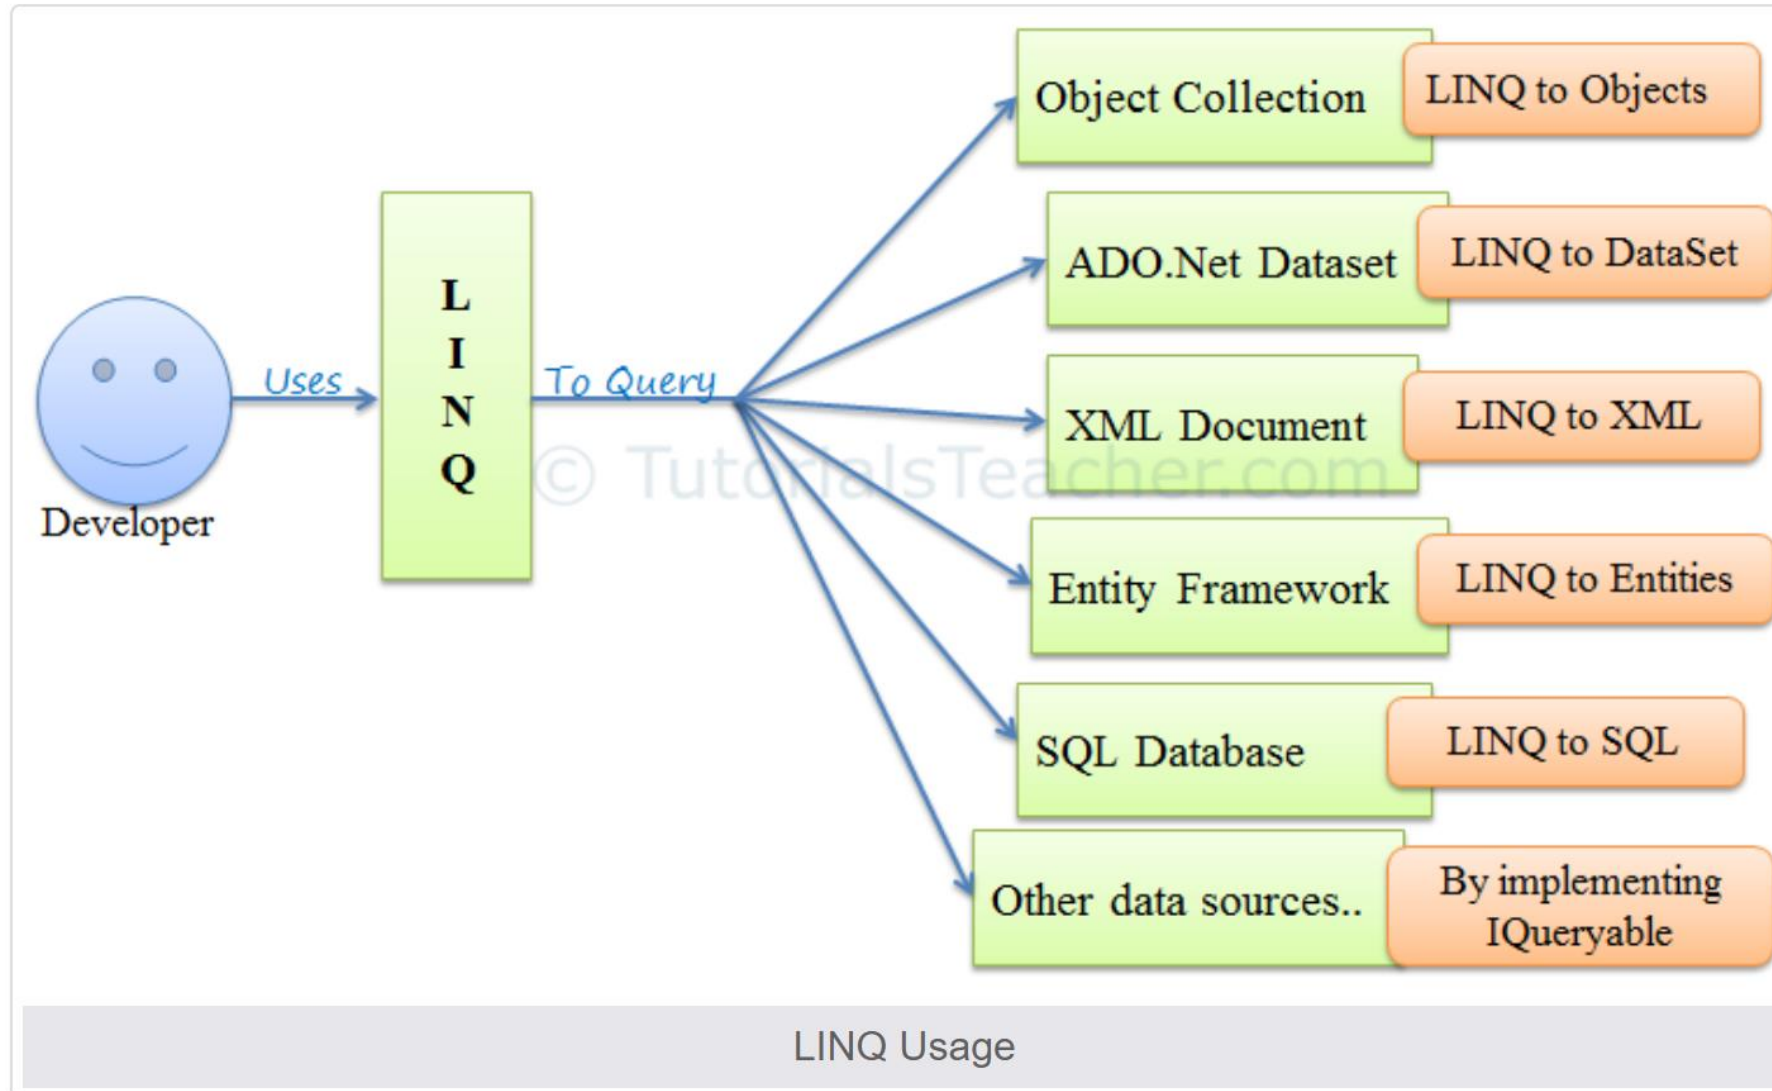 Developer
Uses
L
I
N
Q
To Query
Object Collection
LINQ to Objects
ADO.Net Dataset
LINQ to DataSet
XML Document
LINQ to XML
© TutorialsTeacher.com
Entity Framework
LINQ to Entities
SQL Database
LINQ to SQL
Other data sources..
By implementing
IQueryable
LINQ Usage